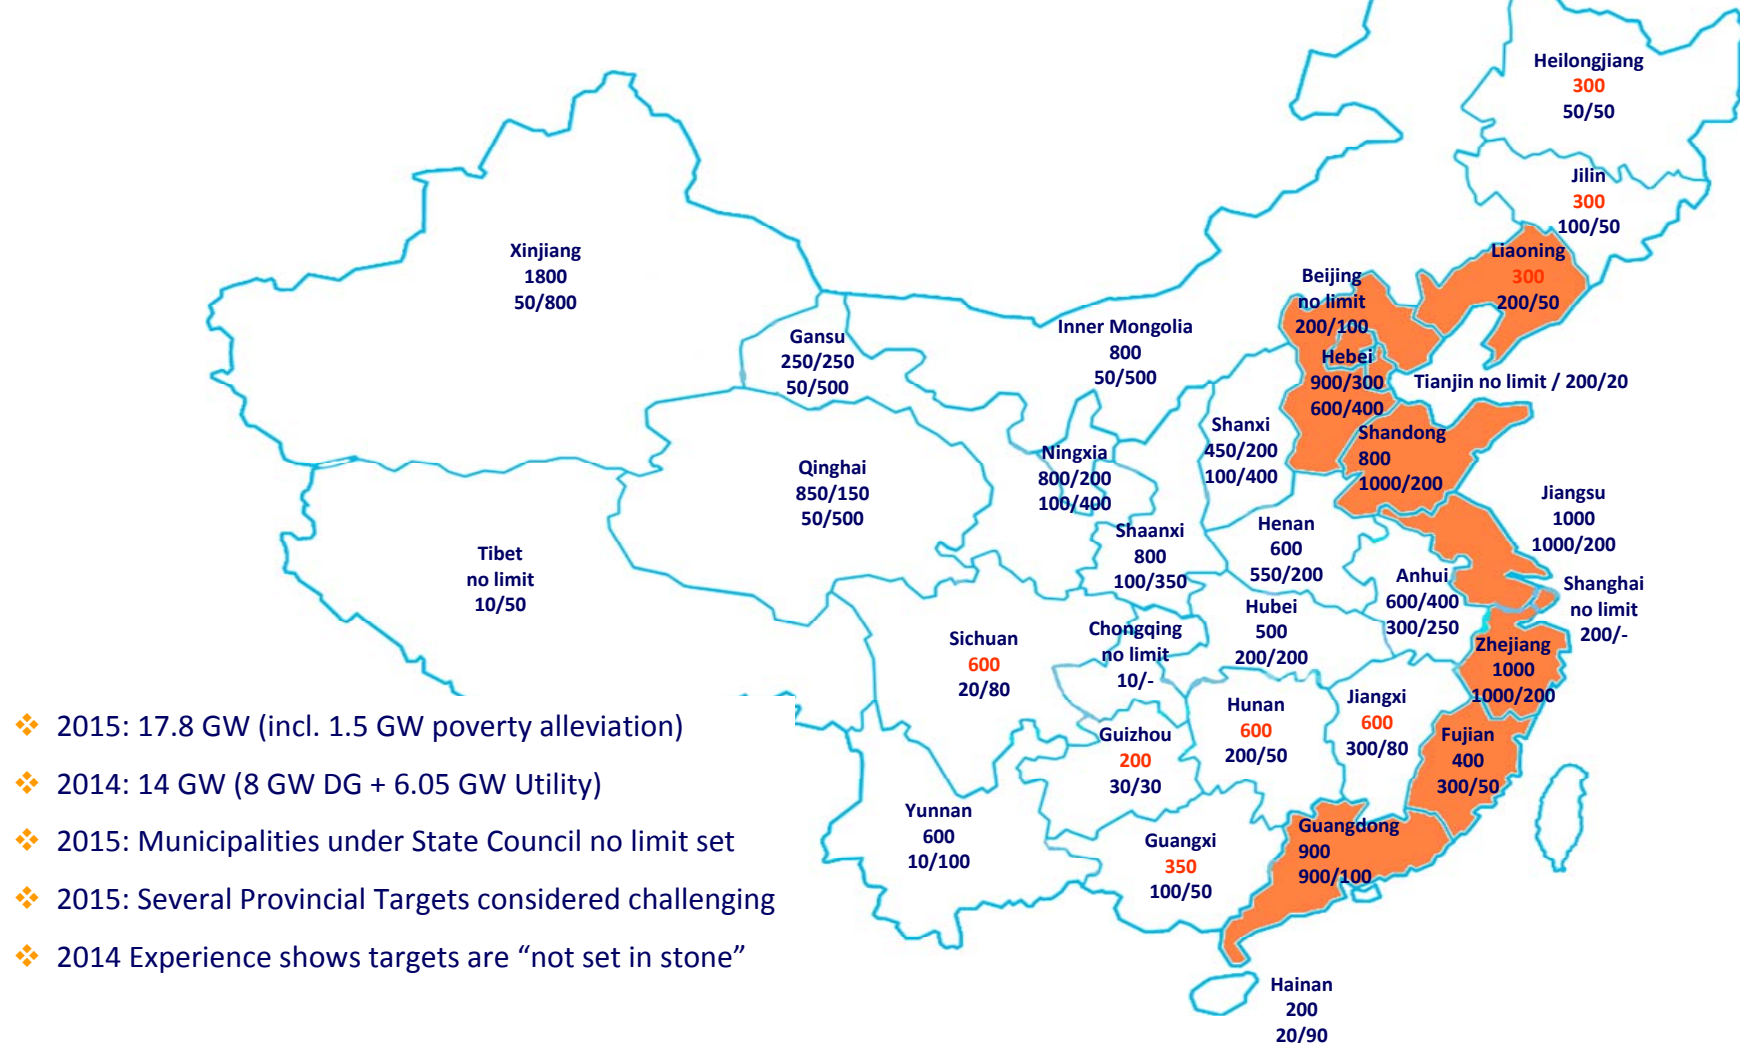 Heilongjiang
300
50/50
Jilin
300
100/50
Liaoning
300
200/50
Beijing
no limit
200/100
Xinjiang
1800
50/800
Gansu
250/250
50/500
Inner Mongolia
800
50/500
Hebei
900/300
600/400
Tianjin no limit / 200/20
Shanxi
450/200
100/400
Shandong
800
1000/200
Ningxia
800/200
100/400
Qinghai
850/150
50/500
Jiangsu
1000
1000/200
Shaanxi
800
100/350
Henan
600
550/200
Tibet
no limit
10/50
Anhui
600/400
300/250
Shanghai
no limit
200/-
Hubei
500
200/200
Chongqing
no limit
10/-
Sichuan
600
20/80
Zhejiang
1000
1000/200
Jiangxi
600
300/80
Hunan
600
200/50
Guizhou
200
30/30
Fujian
400
300/50
Yunnan
600
10/100
Guangxi
350
100/50
Guangdong
900
900/100
Hainan
200
20/90
❖ 2015: 17.8 GW (incl. 1.5 GW poverty alleviation)
❖ 2014: 14 GW (8 GW DG + 6.05 GW Utility)
❖ 2015: Municipalities under State Council no limit set
❖ 2015: Several Provincial Targets considered challenging
❖ 2014 Experience shows targets are “not set in stone”